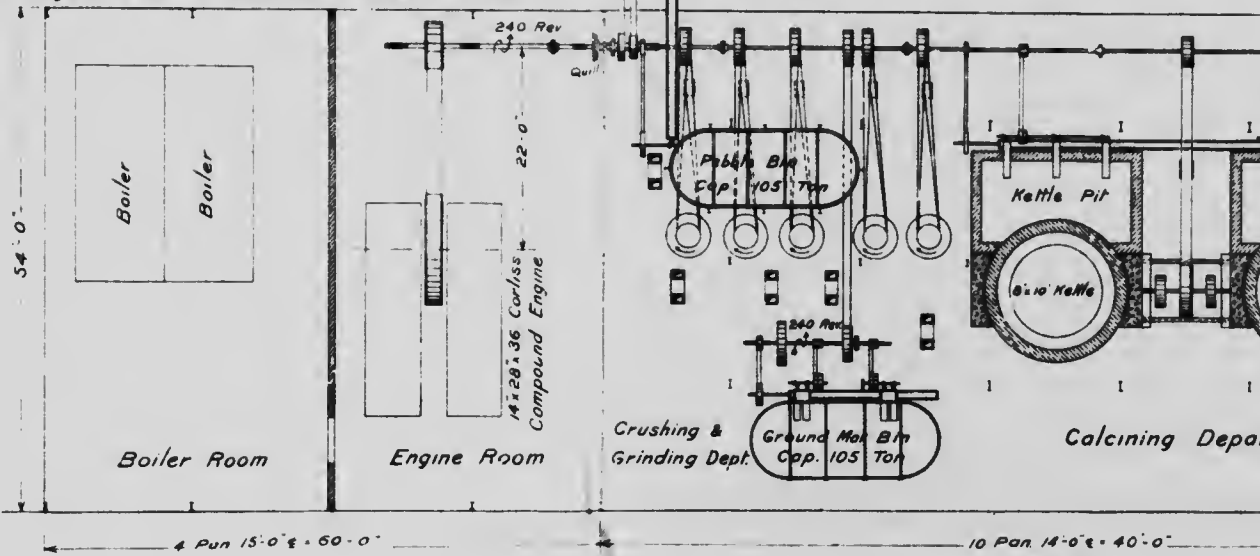 240 Rev
Quill
54'-0"
22'-0"
Boiler
Boiler
Pebble Bin
Cap. 105 Ton
Kettle Pit
8'x10' Kettle
14"x28"x36 Corliss
Compound Engine
240 Rev.
Boiler Room
Engine Room
Crushing &
Grinding Dept.
Ground Mat Bin
Cap. 105 Ton
Calcining Depa
4 Pan 15'-0" ¢ = 60'-0"
10 Pan. 14'-0" ¢ = 40'-0"